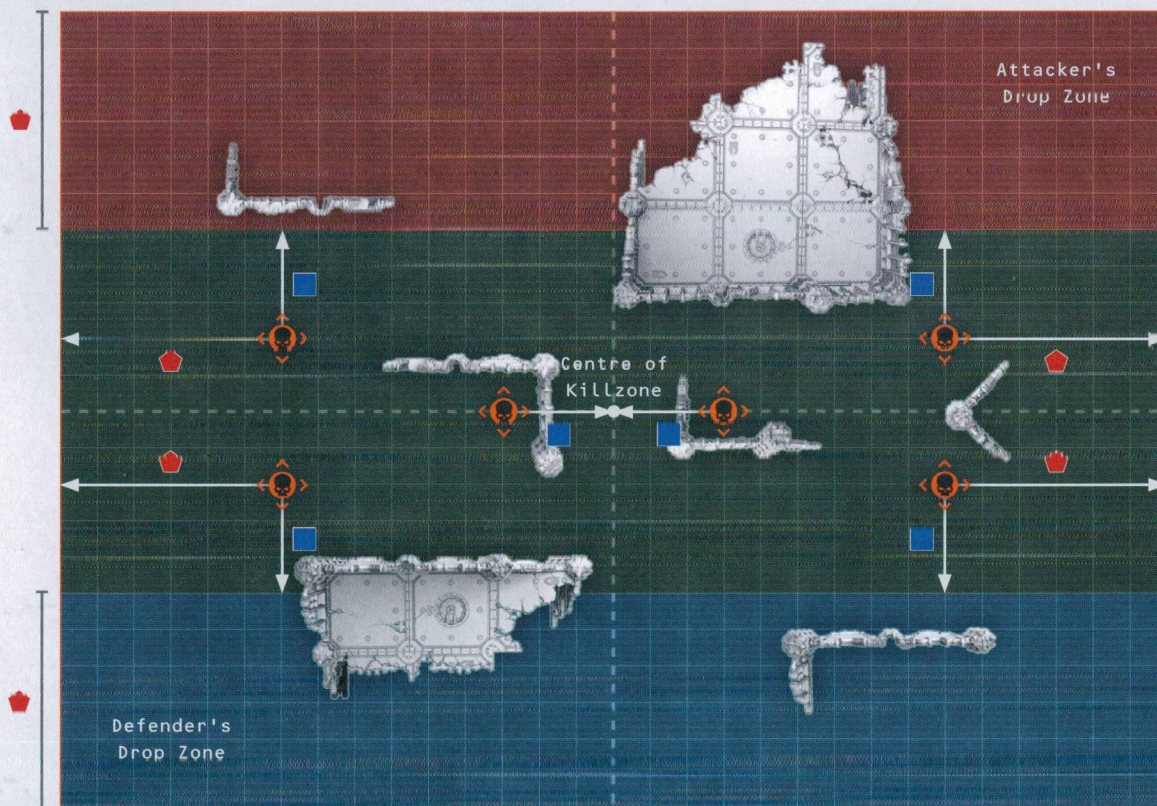 Attacker's
Drop Zone
Centre of
Killzone
Defender's
Drop Zone